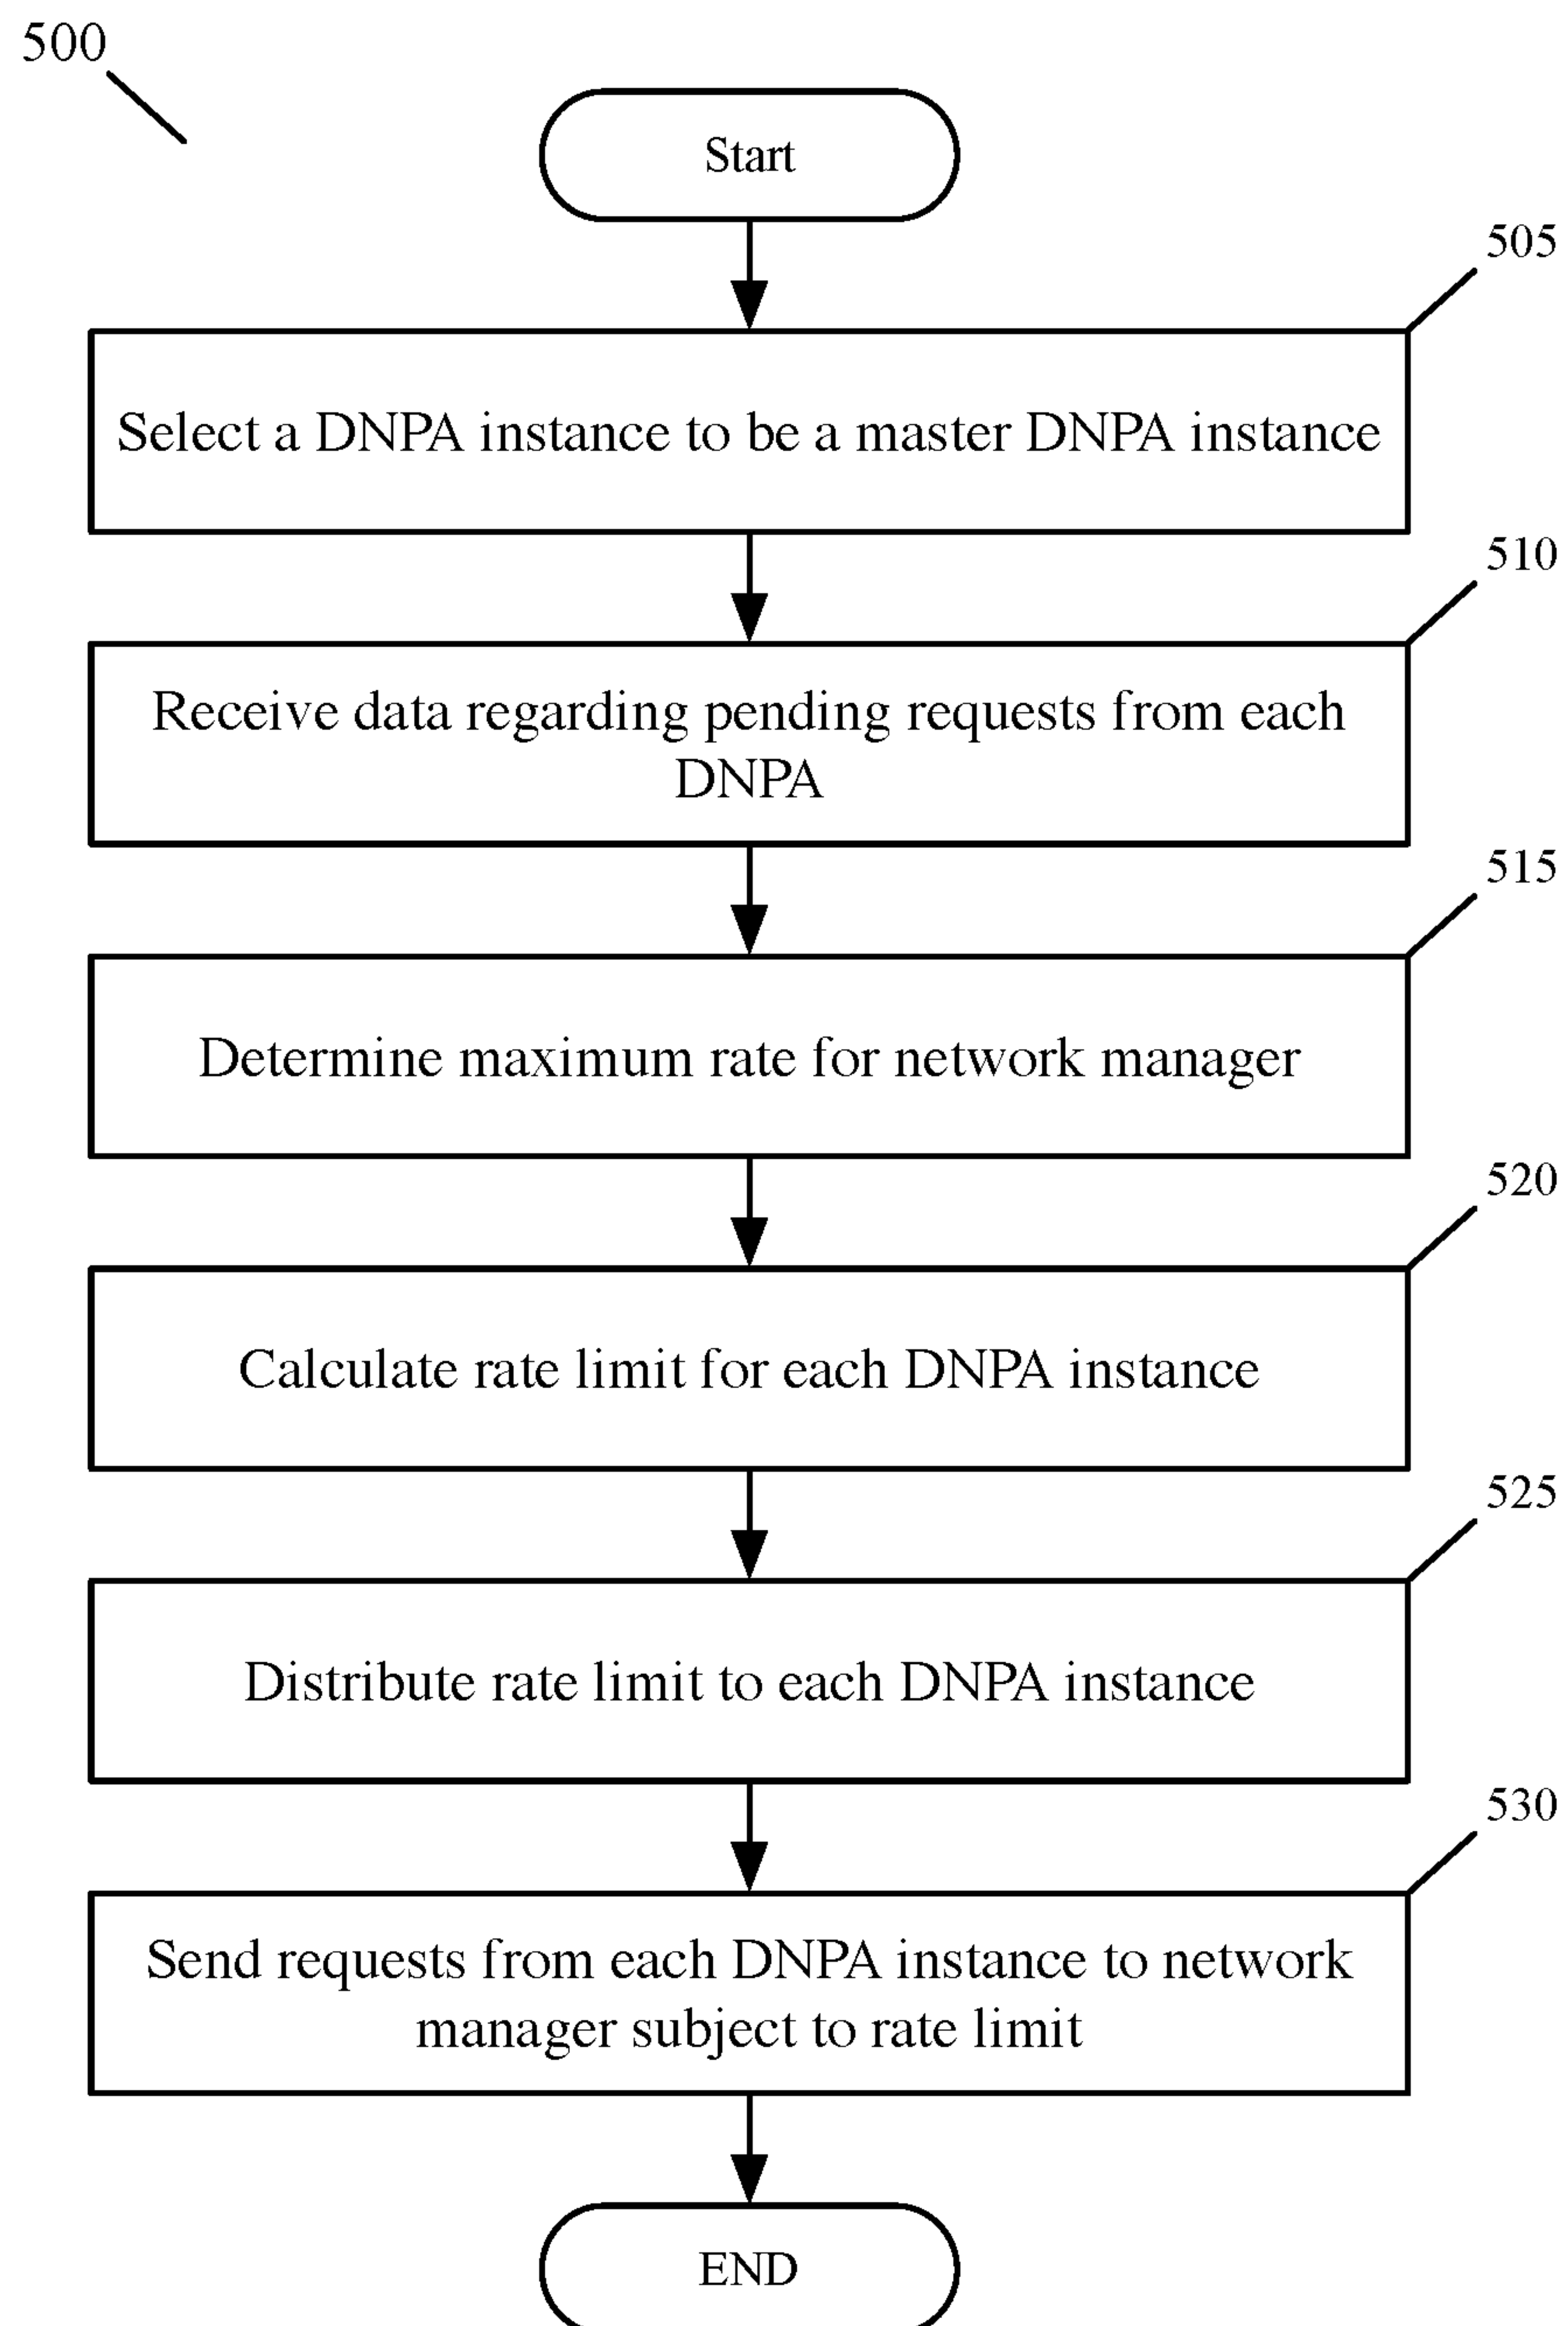 500
Start
505
Select a DNPA instance to be a master DNPA instance
510
Receive data regarding pending requests from each
DNPA
515
Determine maximum rate for network manager
520
Calculate rate limit for each DNPA instance
525
Distribute rate limit to each DNPA instance
530
Send requests from each DNPA instance to network
manager subject to rate limit
END